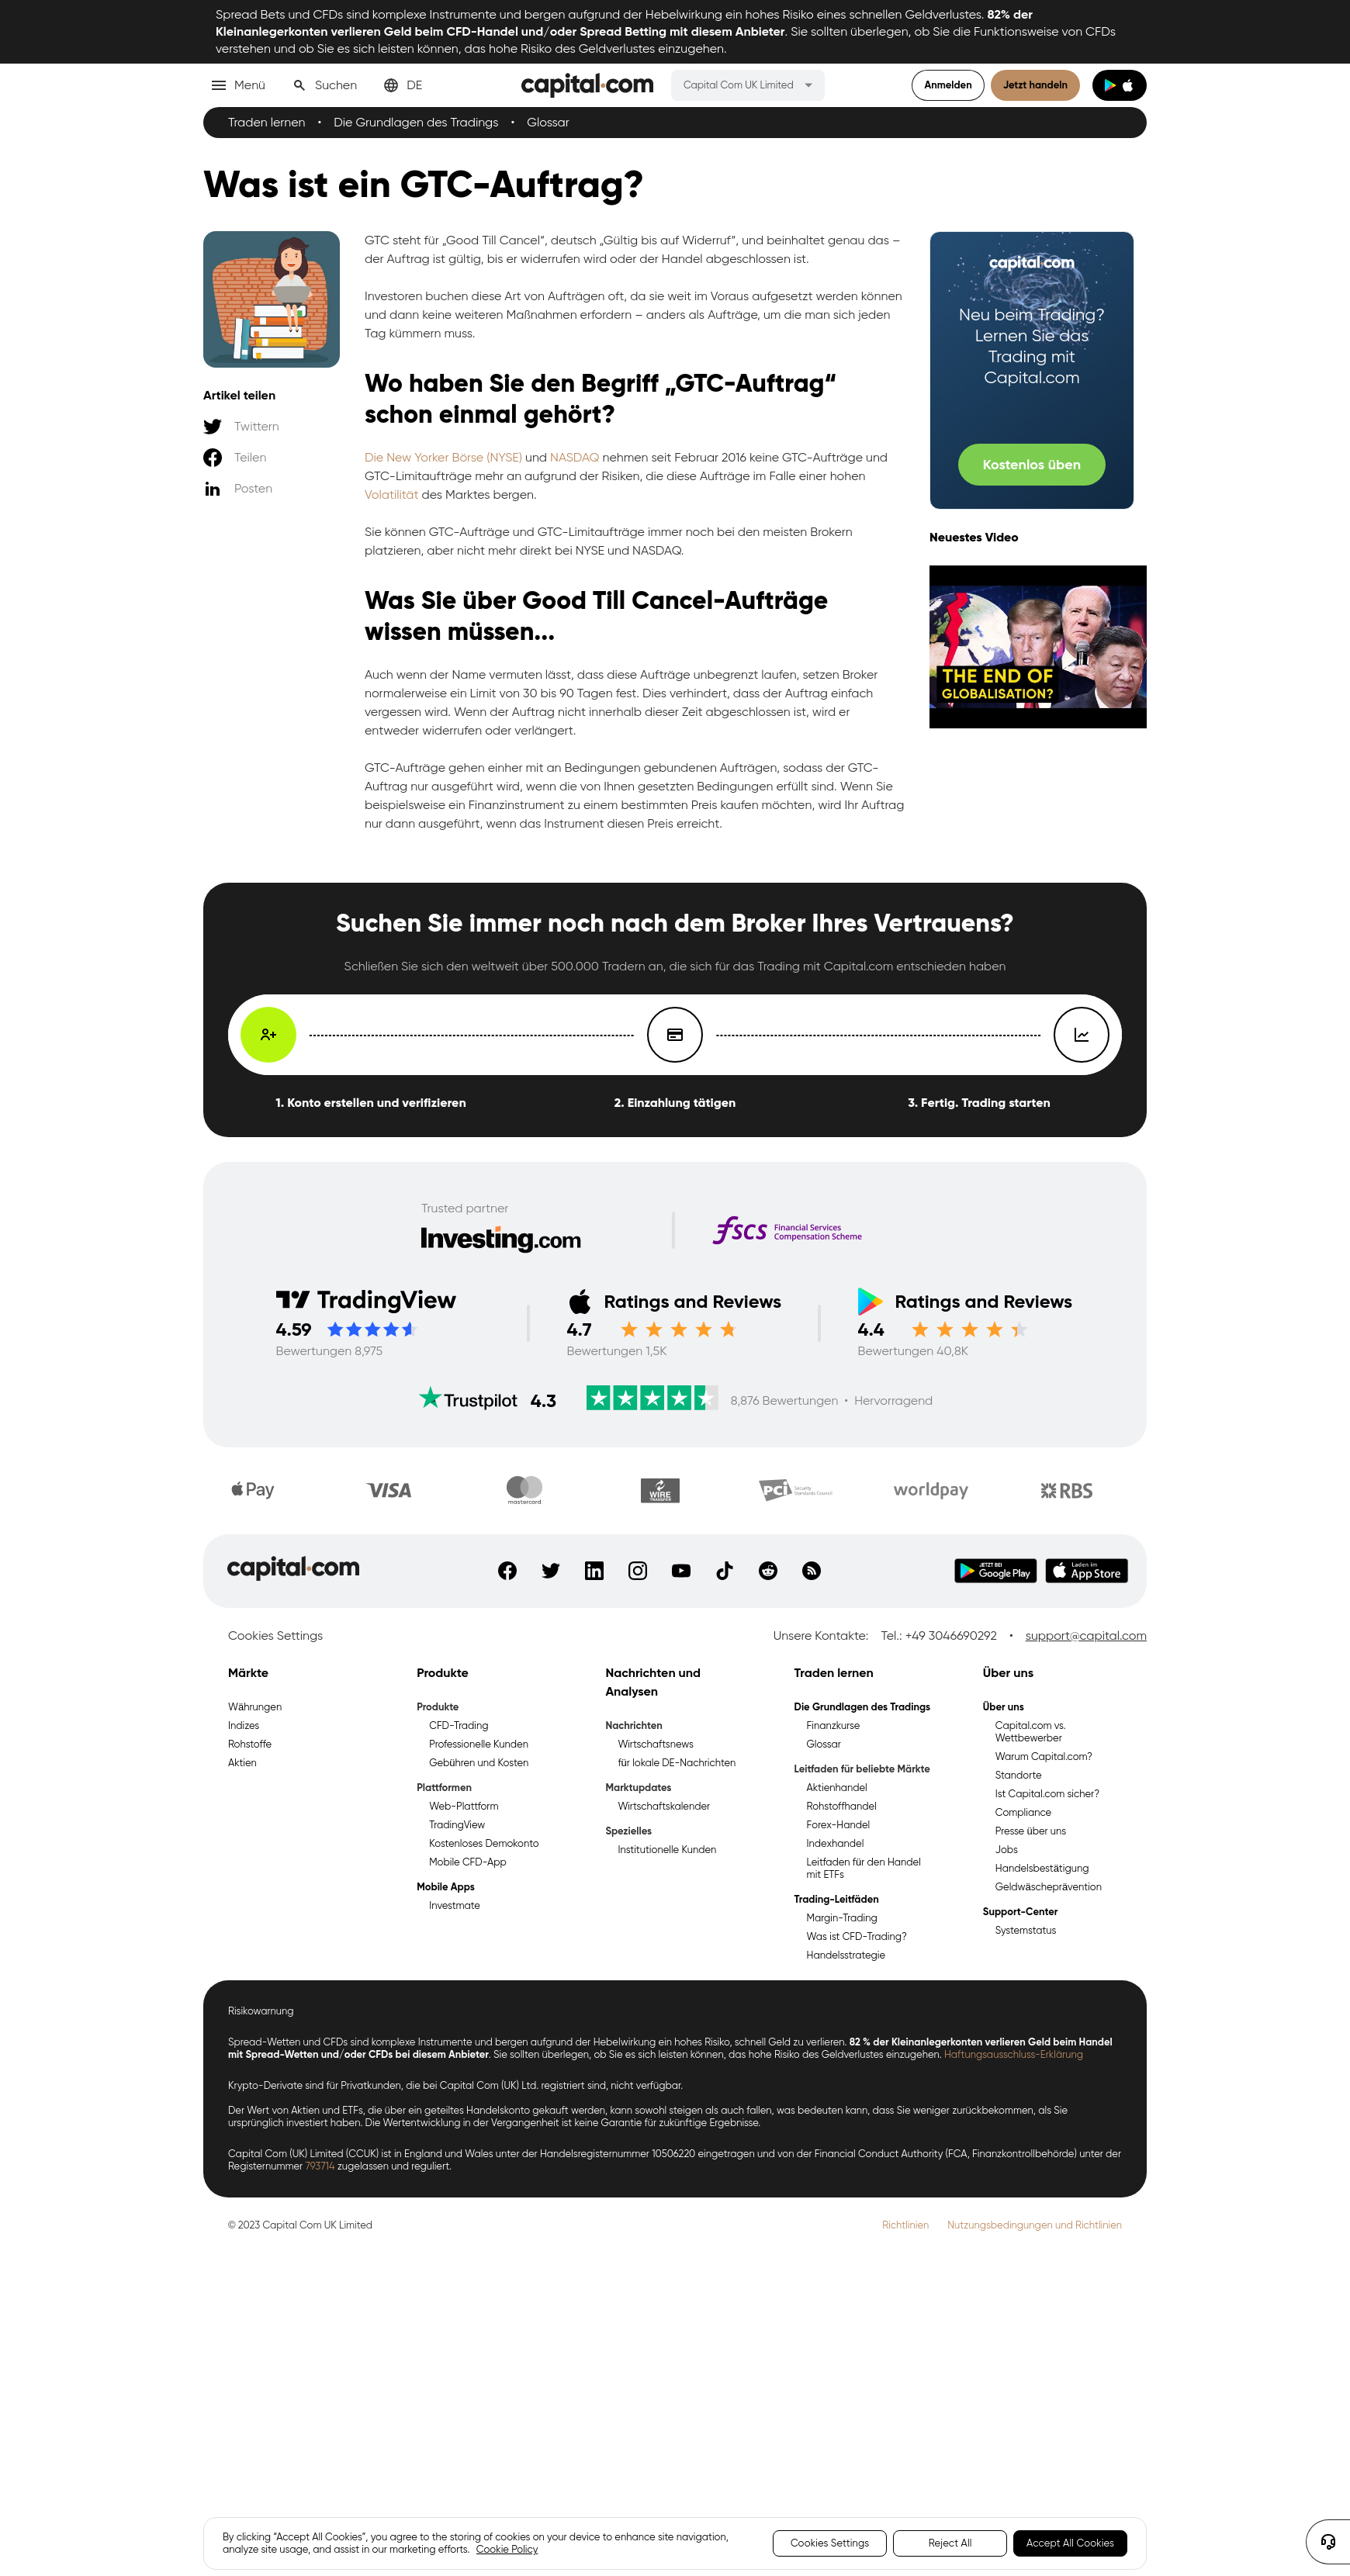 Spread Bets und CFDs sind komplexe Instrumente und bergen aufgrund der Hebelwirkung ein hohes Risiko eines schnellen Geldverlustes. 82% der
Kleinanlegerkonten verlieren Geld beim CFD-Handel und/oder Spread Betting mit diesem Anbieter. Sie sollten überlegen, ob Sie die Funktionsweise von CFDs
verstehen und ob Sie es sich leisten können, das hohe Risiko des Geldverlustes einzugehen.
Menü
Suchen
DE
capital.com
Capital Com UK Limited
Anmelden
Jetzt handeln
Traden lernen • Die Grundlagen des Tradings • Glossar
Was ist ein GTC-Auftrag?
Artikel teilen
Twittern
Teilen
Posten
GTC steht für „Good Till Cancel“, deutsch „Gültig bis auf Widerruf“, und beinhaltet genau das –
der Auftrag ist gültig, bis er widerrufen wird oder der Handel abgeschlossen ist.
Investoren buchen diese Art von Aufträgen oft, da sie weit im Voraus aufgesetzt werden können
und dann keine weiteren Maßnahmen erfordern – anders als Aufträge, um die man sich jeden
Tag kümmern muss.
Wo haben Sie den Begriff „GTC-Auftrag“
schon einmal gehört?
Die New Yorker Börse (NYSE) und NASDAQ nehmen seit Februar 2016 keine GTC-Aufträge und
GTC-Limitaufträge mehr an aufgrund der Risiken, die diese Aufträge im Falle einer hohen
Volatilität des Marktes bergen.
Sie können GTC-Aufträge und GTC-Limitaufträge immer noch bei den meisten Brokern
platzieren, aber nicht mehr direkt bei NYSE und NASDAQ.
Was Sie über Good Till Cancel-Aufträge
wissen müssen...
Auch wenn der Name vermuten lässt, dass diese Aufträge unbegrenzt laufen, setzen Broker
normalerweise ein Limit von 30 bis 90 Tagen fest. Dies verhindert, dass der Auftrag einfach
vergessen wird. Wenn der Auftrag nicht innerhalb dieser Zeit abgeschlossen ist, wird er
entweder widerrufen oder verlängert.
GTC-Aufträge gehen einher mit an Bedingungen gebundenen Aufträgen, sodass der GTC-
Auftrag nur ausgeführt wird, wenn die von Ihnen gesetzten Bedingungen erfüllt sind. Wenn Sie
beispielsweise ein Finanzinstrument zu einem bestimmten Preis kaufen möchten, wird Ihr Auftrag
nur dann ausgeführt, wenn das Instrument diesen Preis erreicht.
capital.com
Neu beim Trading?
Lernen Sie das
Trading mit
Capital.com
Kostenlos üben
Neuestes Video
THE END OF
GLOBALISATION?
Suchen Sie immer noch nach dem Broker Ihres Vertrauens?
Schließen Sie sich den weltweit über 500.000 Tradern an, die sich für das Trading mit Capital.com entschieden haben
1. Konto erstellen und verifizieren
2. Einzahlung tätigen
3. Fertig. Trading starten
Trusted partner
Investing.com
fscs Financial Services
Compensation Scheme
TradingView
4.59
Bewertungen 8,975
Ratings and Reviews
4.7
Bewertungen 1,5K
Ratings and Reviews
4.4
Bewertungen 40,8K
Trustpilot 4.3
8,876 Bewertungen • Hervorragend
Pay
VISA
mastercard
WIRE
TRANSFER
PCi Security
Standards Council
worldpay
RBS
capital.com
JETZT BEI
Google Play
Laden im
App Store
Cookies Settings
Unsere Kontakte: Tel.: +49 3046690292 • support@capital.com
Märkte
Währungen
Indizes
Rohstoffe
Aktien
Produkte
Produkte
CFD-Trading
Professionelle Kunden
Gebühren und Kosten
Plattformen
Web-Plattform
TradingView
Kostenloses Demokonto
Mobile CFD-App
Mobile Apps
Investmate
Nachrichten und
Analysen
Nachrichten
Wirtschaftsnews
für lokale DE-Nachrichten
Marktupdates
Wirtschaftskalender
Spezielles
Institutionelle Kunden
Traden lernen
Die Grundlagen des Tradings
Finanzkurse
Glossar
Leitfaden für beliebte Märkte
Aktienhandel
Rohstoffhandel
Forex-Handel
Indexhandel
Leitfaden für den Handel
mit ETFs
Trading-Leitfäden
Margin-Trading
Was ist CFD-Trading?
Handelsstrategie
Über uns
Über uns
Capital.com vs.
Wettbewerber
Warum Capital.com?
Standorte
Ist Capital.com sicher?
Compliance
Presse über uns
Jobs
Handelsbestätigung
Geldwäscheprävention
Support-Center
Systemstatus
Risikowarnung
Spread-Wetten und CFDs sind komplexe Instrumente und bergen aufgrund der Hebelwirkung ein hohes Risiko, schnell Geld zu verlieren. 82 % der Kleinanlegerkonten verlieren Geld beim Handel
mit Spread-Wetten und/oder CFDs bei diesem Anbieter. Sie sollten überlegen, ob Sie es sich leisten können, das hohe Risiko des Geldverlustes einzugehen. Haftungsausschluss-Erklärung
Krypto-Derivate sind für Privatkunden, die bei Capital Com (UK) Ltd. registriert sind, nicht verfügbar.
Der Wert von Aktien und ETFs, die über ein geteiltes Handelskonto gekauft werden, kann sowohl steigen als auch fallen, was bedeuten kann, dass Sie weniger zurückbekommen, als Sie
ursprünglich investiert haben. Die Wertentwicklung in der Vergangenheit ist keine Garantie für zukünftige Ergebnisse.
Capital Com (UK) Limited (CCUK) ist in England und Wales unter der Handelsregisternummer 10506220 eingetragen und von der Financial Conduct Authority (FCA, Finanzkontrollbehörde) unter der
Registernummer 793714 zugelassen und reguliert.
© 2023 Capital Com UK Limited
Richtlinien
Nutzungsbedingungen und Richtlinien
By clicking “Accept All Cookies”, you agree to the storing of cookies on your device to enhance site navigation,
analyze site usage, and assist in our marketing efforts. Cookie Policy
Cookies Settings
Reject All
Accept All Cookies